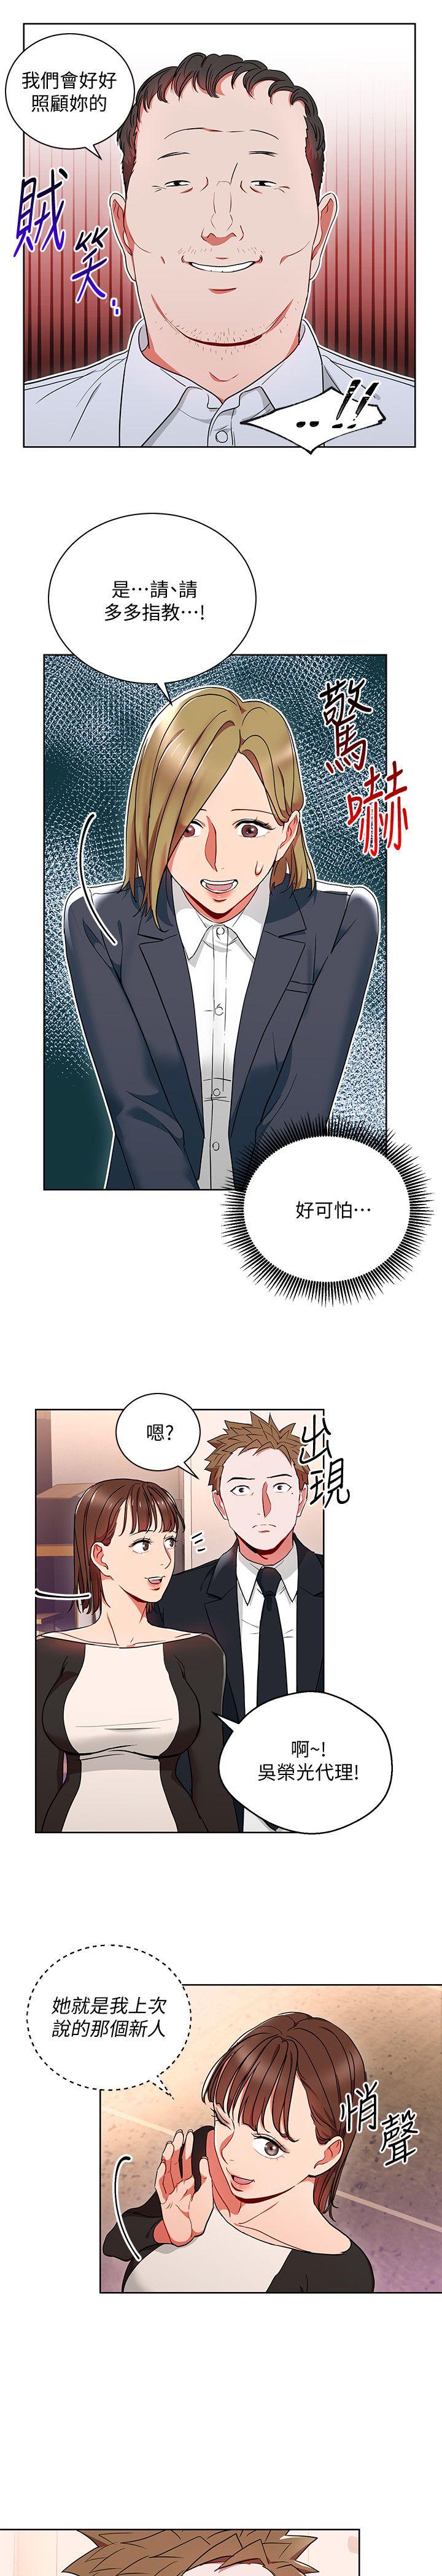 我們會好好
照顧妳的
賊笑
是…請、請
多多指教…!
驚嚇
好可怕…
嗯?
出現
啊~!
吳榮光代理!
她就是我上次
說的那個新人
悄聲